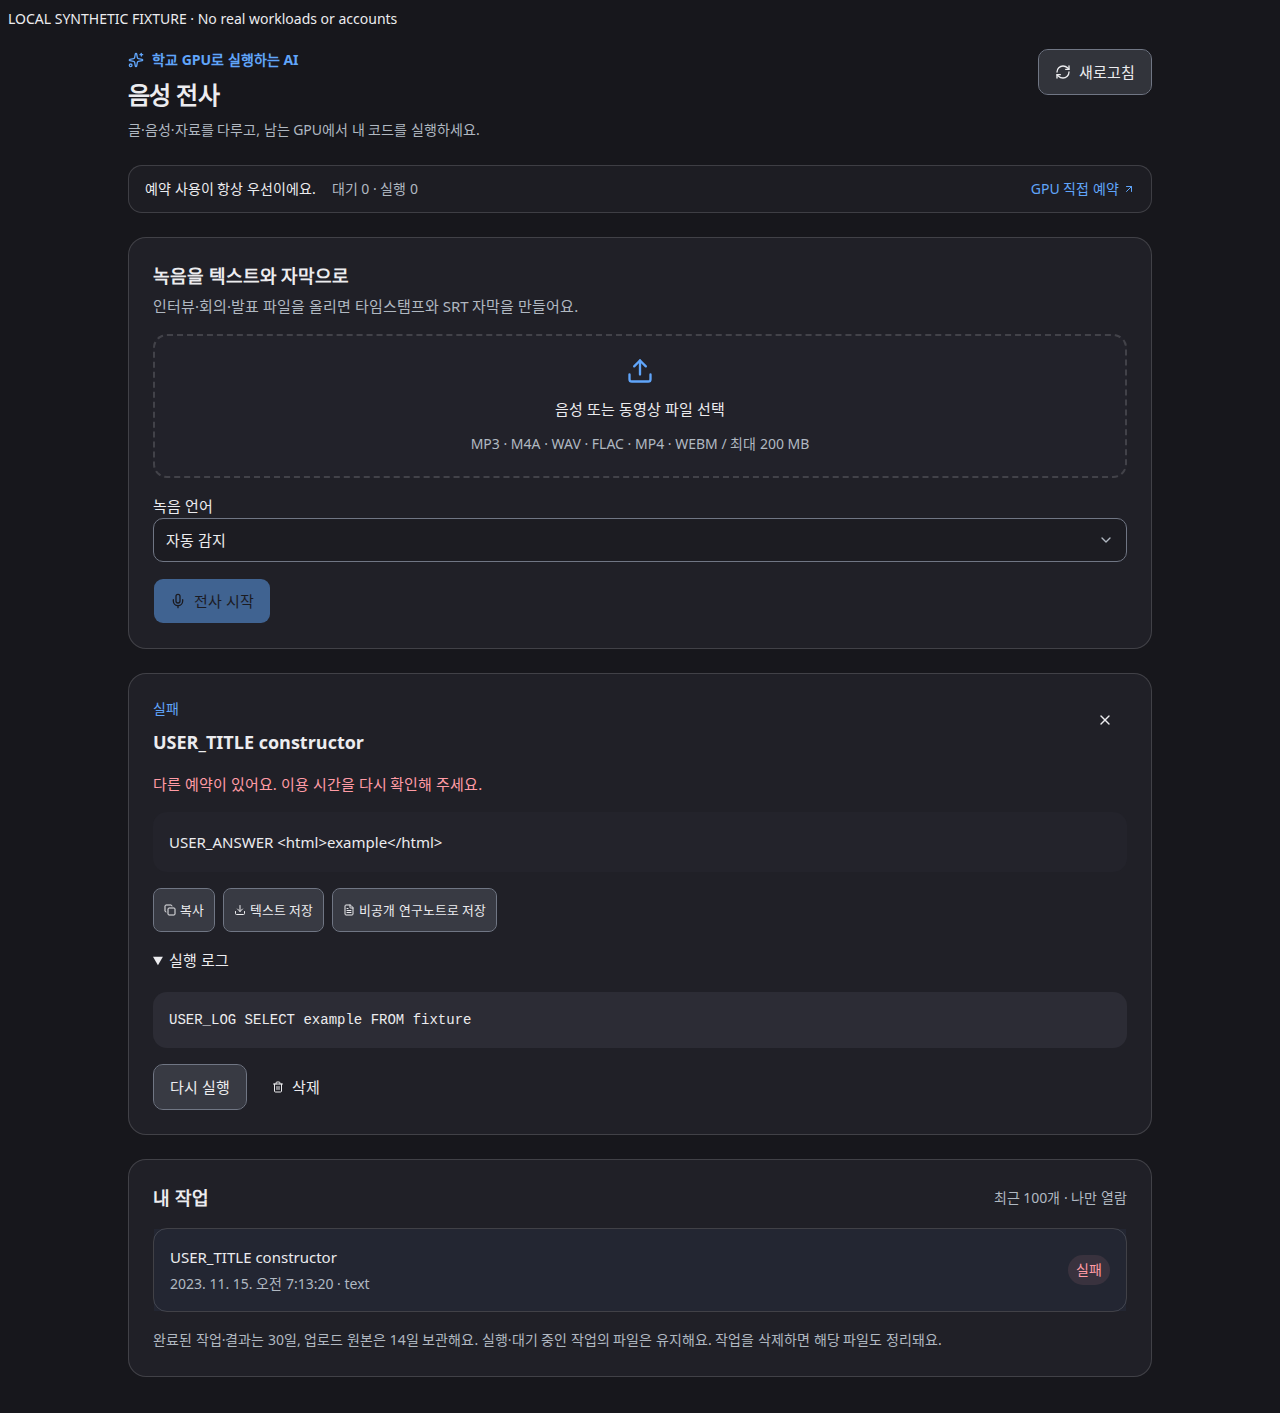 LOCAL SYNTHETIC FIXTURE · No real workloads or accounts
학교 GPU로 실행하는 AI
음성 전사
글·음성·자료를 다루고, 남는 GPU에서 내 코드를 실행하세요.
새로고침
예약 사용이 항상 우선이에요. 대기 0 · 실행 0
GPU 직접 예약
녹음을 텍스트와 자막으로
인터뷰·회의·발표 파일을 올리면 타임스탬프와 SRT 자막을 만들어요.
음성 또는 동영상 파일 선택
MP3 · M4A · WAV · FLAC · MP4 · WEBM / 최대 200 MB
녹음 언어
자동 감지
전사 시작
실패
USER_TITLE constructor
다른 예약이 있어요. 이용 시간을 다시 확인해 주세요.
USER_ANSWER <html>example</html>
복사
텍스트 저장
비공개 연구노트로 저장
실행 로그
USER_LOG SELECT example FROM fixture
다시 실행
삭제
내 작업
최근 100개 · 나만 열람
USER_TITLE constructor
2023. 11. 15. 오전 7:13:20 · text
실패
완료된 작업·결과는 30일, 업로드 원본은 14일 보관해요. 실행·대기 중인 작업의 파일은 유지해요. 작업을 삭제하면 해당 파일도 정리돼요.